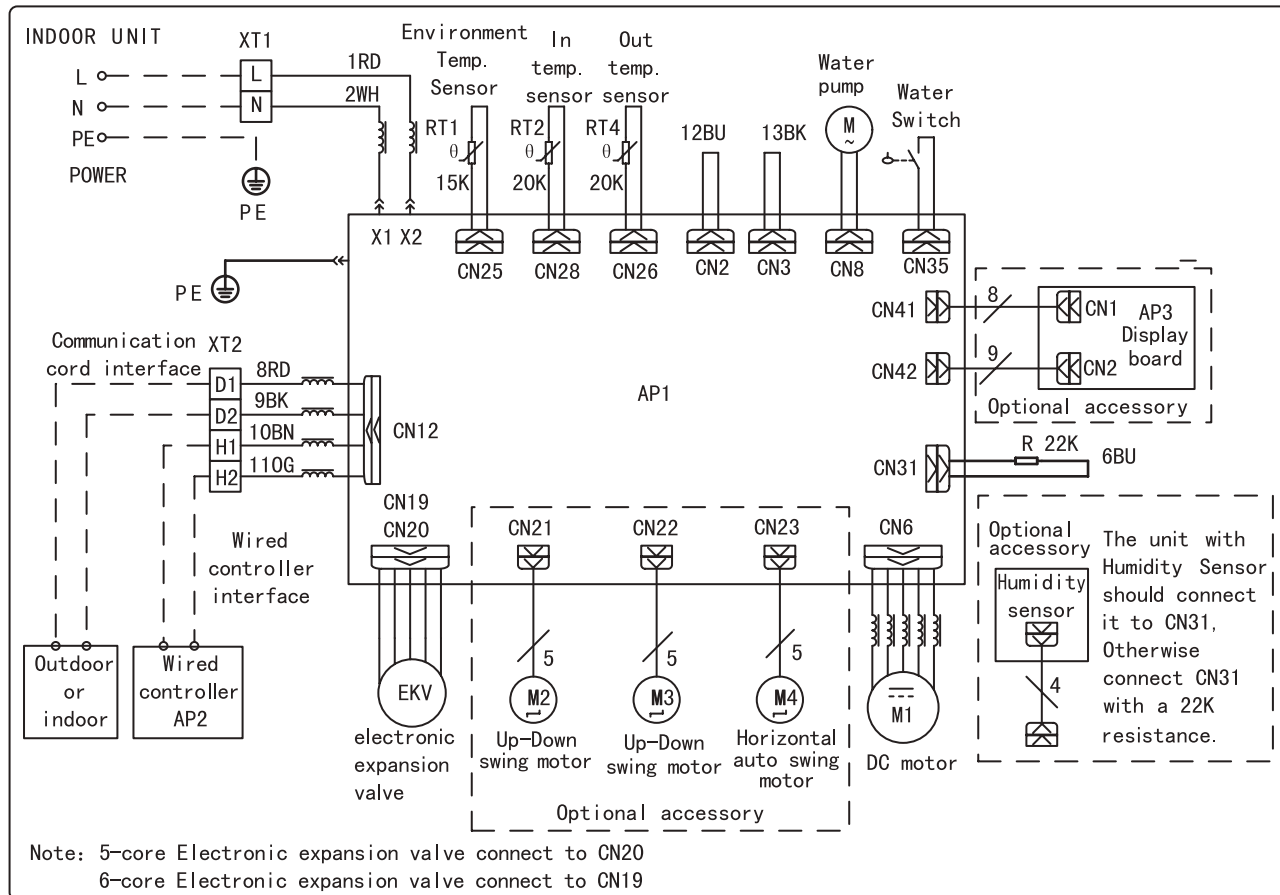 INDOOR UNIT
XT1
L
N
PE
POWER
L
N
1RD
2WH
PE
Environment
Temp.
Sensor
In
temp.
sensor
Out
temp.
sensor
RT1
θ
15K
RT2
θ
20K
RT4
θ
20K
12BU
13BK
Water
pump
M
~
Water
Switch
X1 X2
CN25
CN28
CN26
CN2
CN3
CN8
CN35
PE
Communication
cord interface
XT2
D1
D2
H1
H2
8RD
9BK
10BN
11OG
CN12
AP1
CN41
8
CN1
CN42
9
CN2
AP3
Display
board
Optional accessory
CN31
R 22K
6BU
Wired
controller
interface
Outdoor
or
indoor
Wired
controller
AP2
CN19
CN20
EKV
electronic
expansion
valve
CN21
5
M2
Up-Down
swing motor
CN22
5
M3
Up-Down
swing motor
CN23
5
M4
Horizontal
auto swing
motor
Optional accessory
CN6
M1
DC motor
Optional
accessory
Humidity
sensor
4
The unit with
Humidity Sensor
should connect
it to CN31,
Otherwise
connect CN31
with a 22K
resistance.
Note: 5-core Electronic expansion valve connect to CN20
6-core Electronic expansion valve connect to CN19